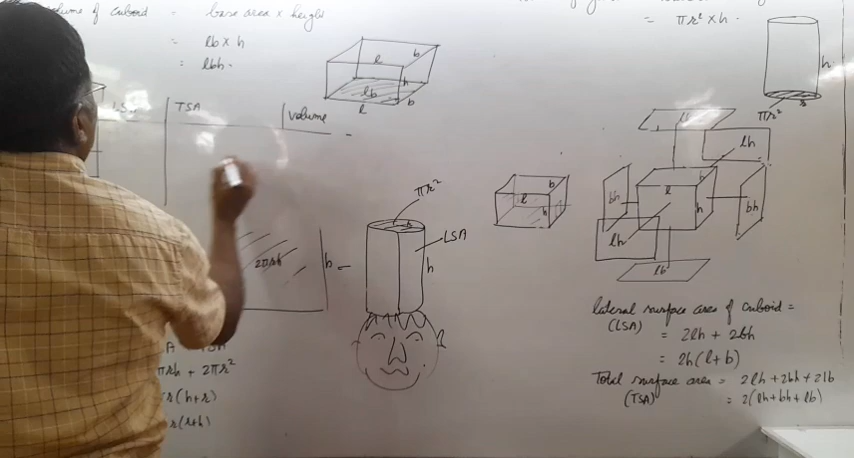 volume of cuboid = base area × height
= lb × h
= lbh.
= πr² × h.
l
b
h
lb
l
b
h
πr²
r
LSA
TSA
volume
πr²
LSA
h
2πrh
h
l
b
h
lb
lh
l
b
h
bh
bh
lh
lb
πrh + 2πr²
r(h+r)
r(r+h)
lateral surface area of cuboid =
(LSA) = 2lh + 2bh
= 2h(l+b)
Total surface area = 2lh + 2bh + 2lb
(TSA) = 2(lh+bh+lb)